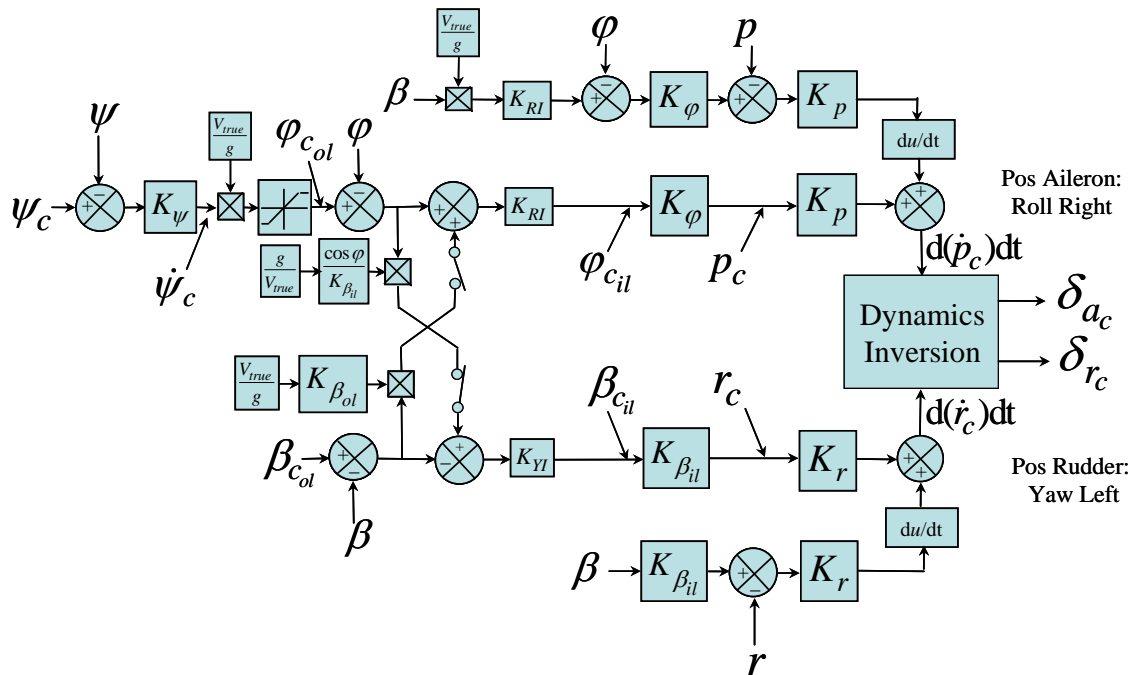 V_true/g
φ
p
β
K_RI
+ −
K_φ
+ −
K_p
du/dt
ψ
V_true/g
φ_c_ol
φ
ψ_c
+ −
K_ψ
+ −
+ +
K_RI
K_φ
K_p
+ +
Pos Aileron:
Roll Right
ψ̇_c
g/V_true
cos φ/K_β_il
φ_c_il
p_c
d(ṗ_c)dt
Dynamics
Inversion
δ_a_c
δ_r_c
V_true/g
K_β_ol
β_c_il
r_c
d(ṙ_c)dt
β_c_ol
+ −
− +
K_YI
K_β_il
K_r
+ +
Pos Rudder:
Yaw Left
β
du/dt
β
K_β_il
+ −
K_r
r